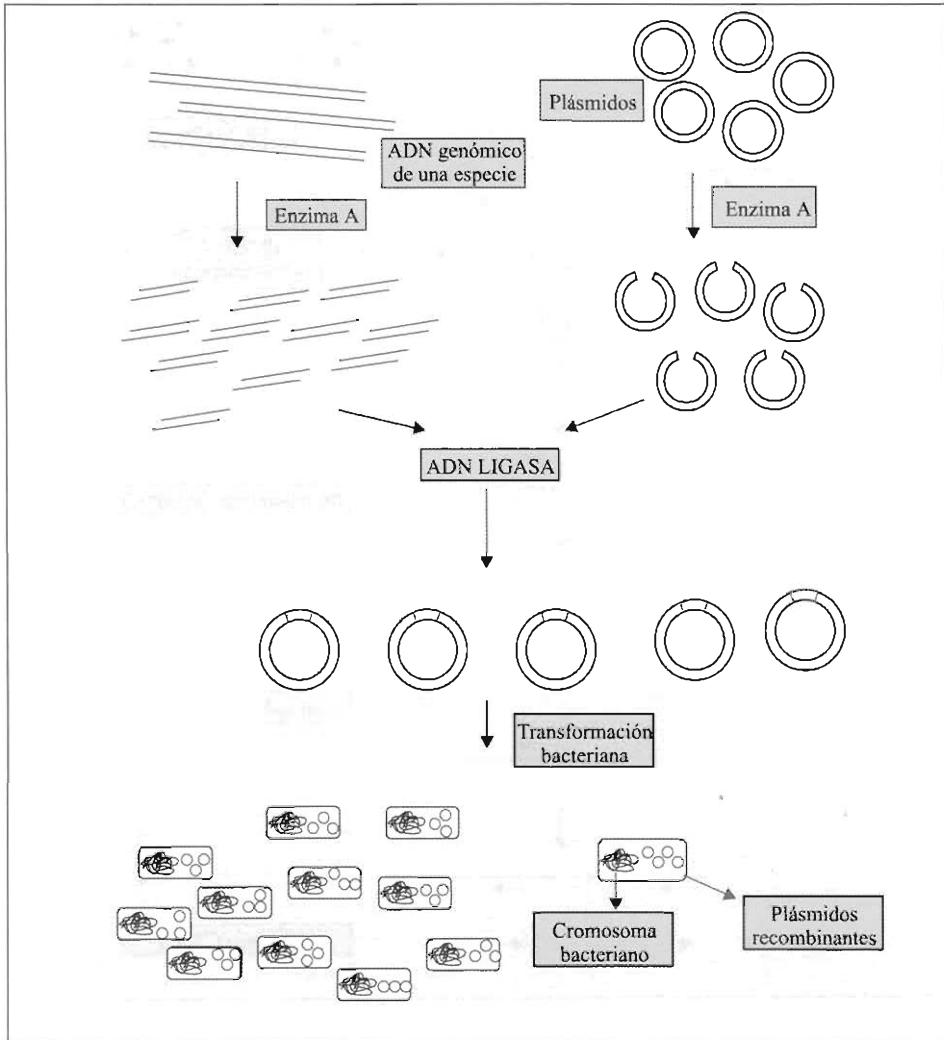 Plásmidos
ADN genómico
de una especie
Enzima A
Enzima A
ADN LIGASA
Transformación
bacteriana
Cromosoma
bacteriano
Plásmidos
recombinantes